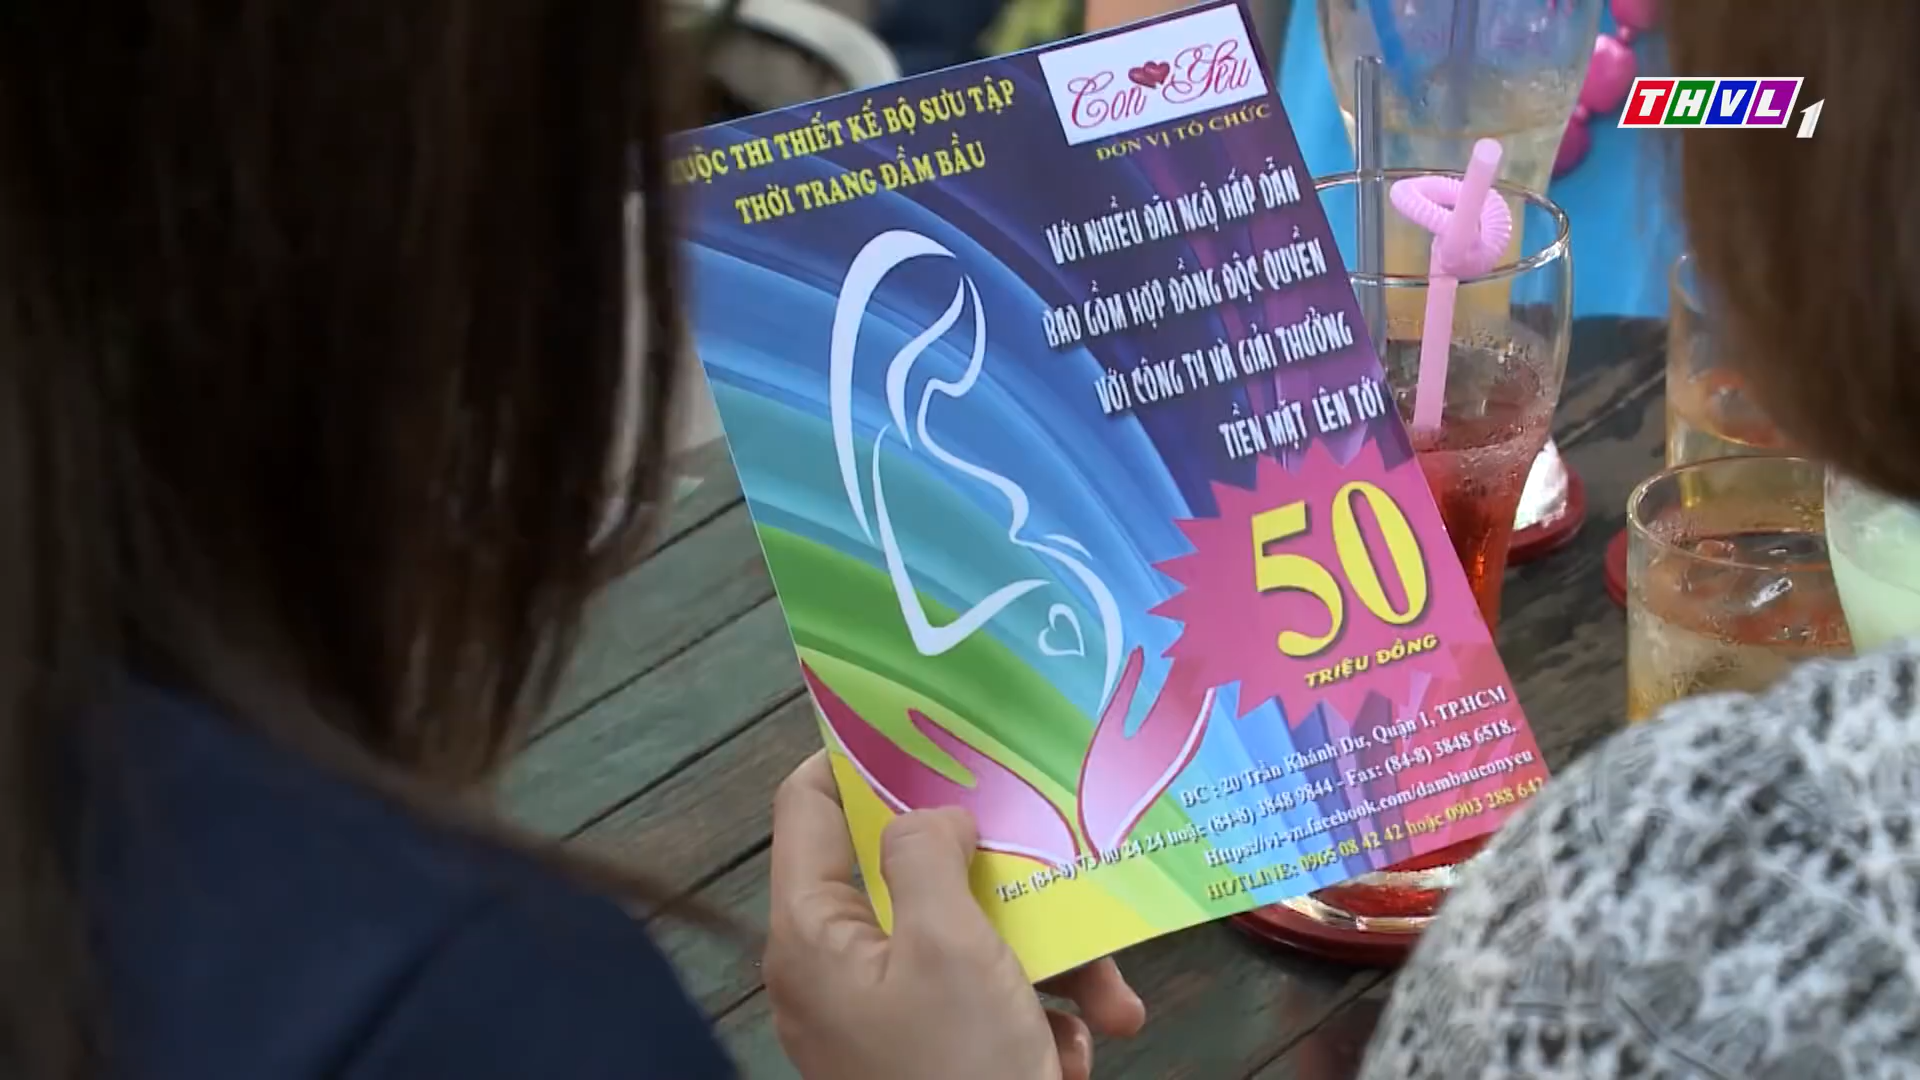 CUỘC THI THIẾT KẾ BỘ SƯU TẬP
THỜI TRANG ĐẦM BẦU
Con Yêu
ĐƠN VỊ TỔ CHỨC
VỚI NHIỀU ĐÃI NGỘ HẤP DẪN
BAO GỒM HỢP ĐỒNG ĐỘC QUYỀN
VỚI CÔNG TY VÀ GIẢI THƯỞNG
TIỀN MẶT LÊN TỚI
50
TRIỆU ĐỒNG
ĐC : 20 Trần Khánh Dư, Quận 1, TP.HCM
Tel: (84-8) 73 00 24 24 hoặc (84-8) 3848 9844 - Fax: (84-8) 3848 6518.
Https://vi-vn.facebook.com/dambauconyeu
HOTLINE: 0965 08 42 42 hoặc 0903 288 642
THVL1